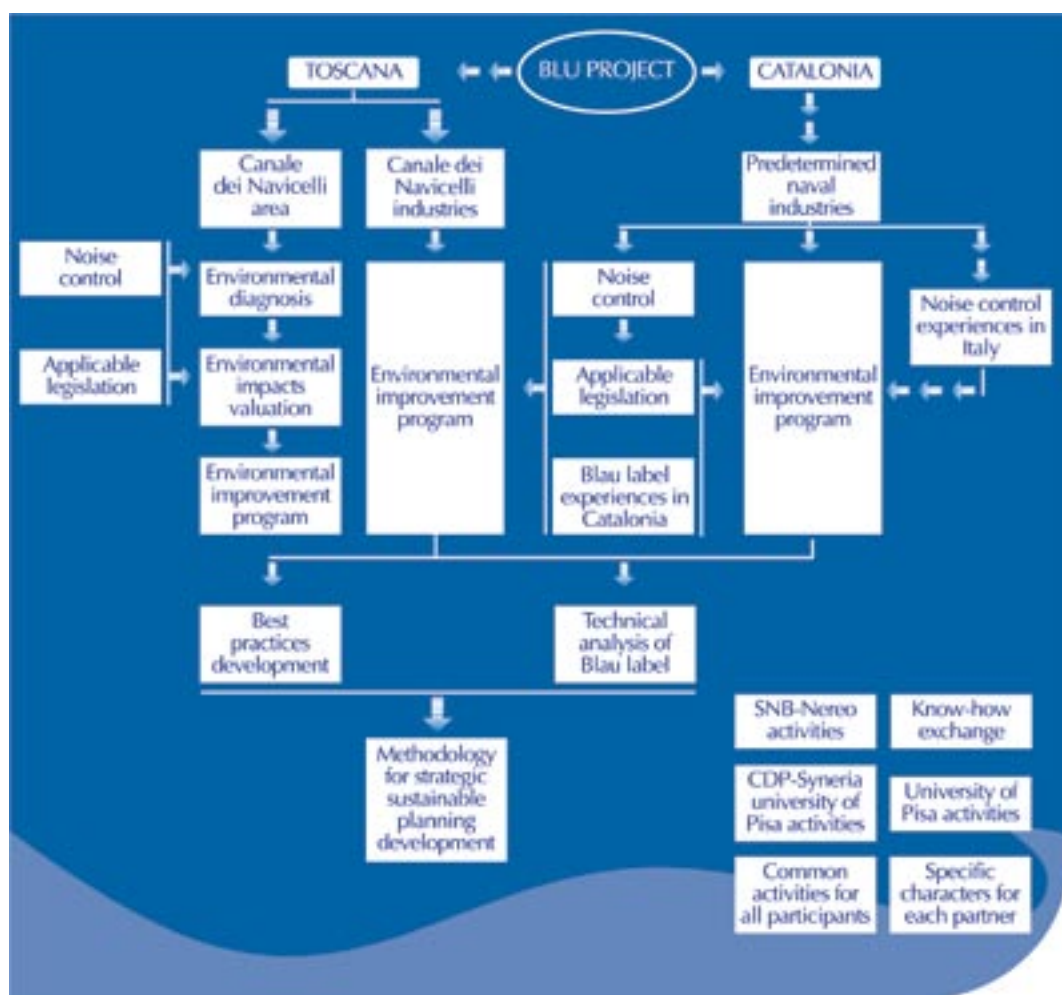 BLU PROJECT
TOSCANA
CATALONIA
Canale
dei Navicelli
area
Canale dei
Navicelli
industries
Predetermined
naval
industries
Noise
control
Environmental
diagnosis
Noise
control
Noise control
experiences in
Italy
Applicable
legislation
Environmental
impacts
valuation
Environmental
improvement
program
Applicable
legislation
Environmental
improvement
program
Environmental
improvement
program
Blau label
experiences in
Catalonia
Best
practices
development
Technical
analysis of
Blau label
Methodology
for strategic
sustainable
planning
development
SNB-Nereo
activities
Know-how
exchange
CDP-Syneria
university of
Pisa activities
University of
Pisa activities
Common
activities for
all participants
Specific
characters for
each partner